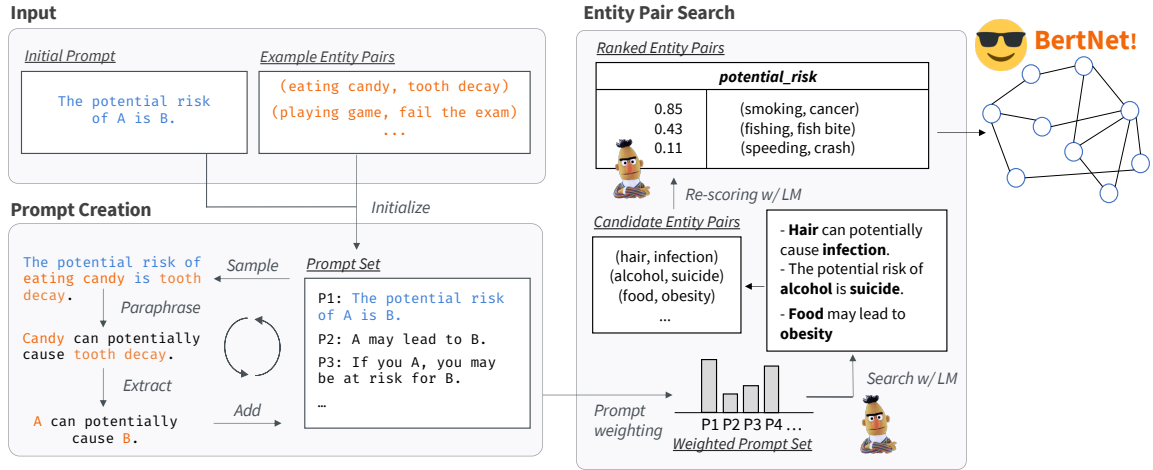 Input
Initial Prompt
The potential risk
of A is B.
Example Entity Pairs
(eating candy, tooth decay)
(playing game, fail the exam)
...
Prompt Creation
Initialize
The potential risk of
eating candy is tooth
decay.
Sample
Paraphrase
Candy can potentially
cause tooth decay.
Extract
A can potentially
cause B.
Add
Prompt Set
P1: The potential risk
of A is B.
P2: A may lead to B.
P3: If you A, you may
be at risk for B.
…
Entity Pair Search
Ranked Entity Pairs
potential_risk
0.85 (smoking, cancer)
0.43 (fishing, fish bite)
0.11 (speeding, crash)
Re-scoring w/ LM
Candidate Entity Pairs
(hair, infection)
(alcohol, suicide)
(food, obesity)
...
- Hair can potentially
cause infection.
- The potential risk of
alcohol is suicide.
- Food may lead to
obesity
Search w/ LM
Prompt
weighting
P1 P2 P3 P4 ...
Weighted Prompt Set
BertNet!